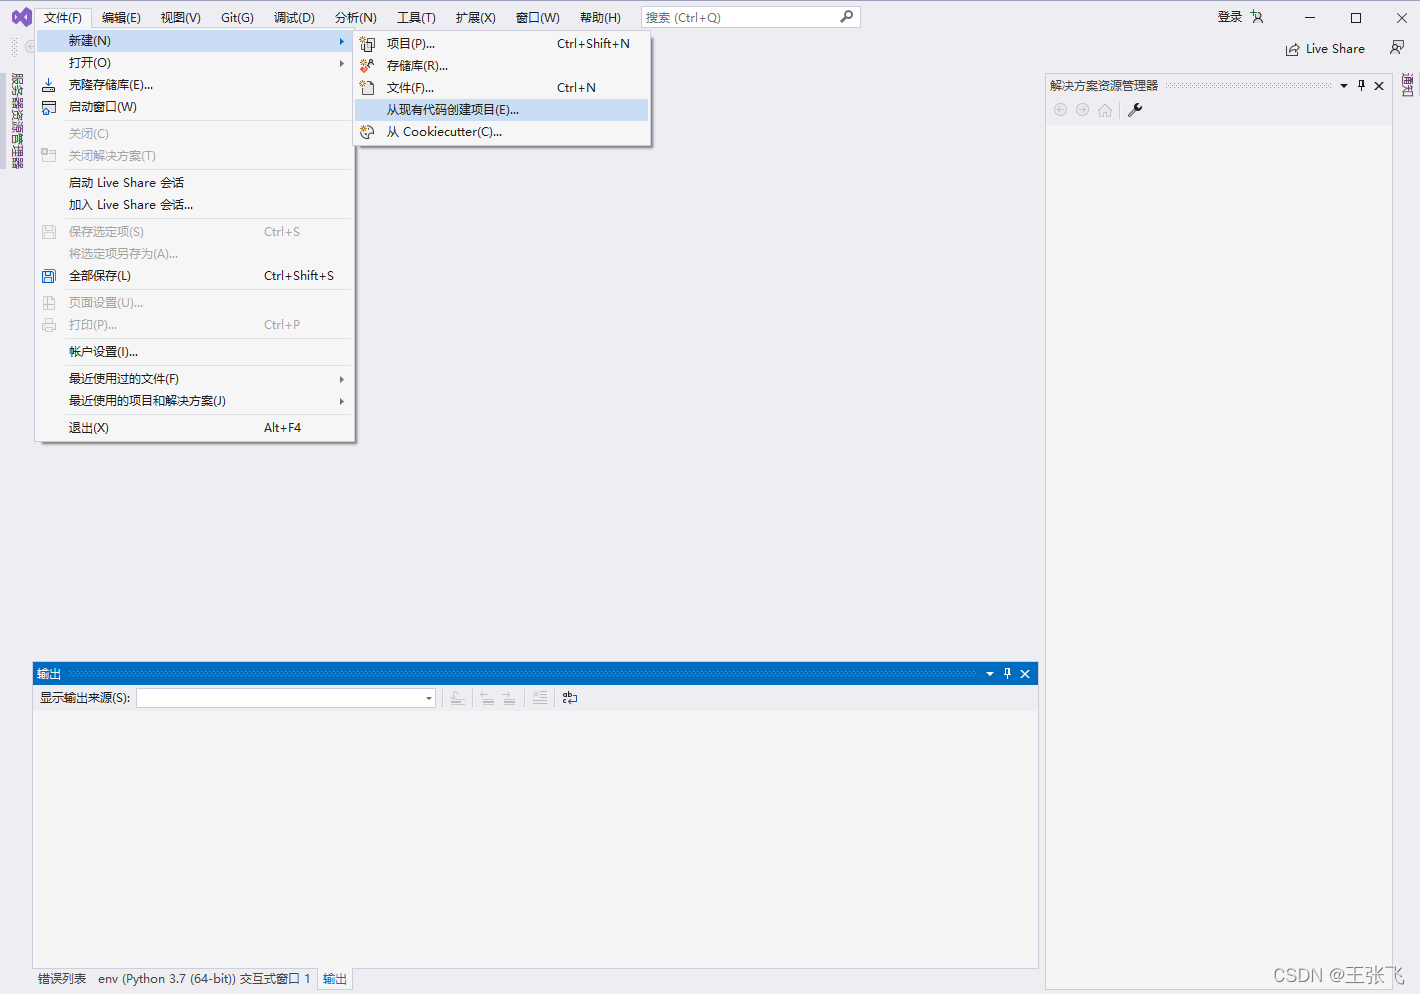 文件(F) 编辑(E) 视图(V) Git(G) 调试(D) 分析(N) 工具(T) 扩展(X) 窗口(W) 帮助(H) 搜索 (Ctrl+Q) 登录
Live Share
服务器资源管理器
新建(N)
打开(O)
克隆存储库(E)...
启动窗口(W)
关闭(C)
关闭解决方案(T)
启动 Live Share 会话
加入 Live Share 会话...
保存选定项(S) Ctrl+S
将选定项另存为(A)...
全部保存(L) Ctrl+Shift+S
页面设置(U)...
打印(P)... Ctrl+P
帐户设置(I)...
最近使用过的文件(F)
最近使用的项目和解决方案(J)
退出(X) Alt+F4
项目(P)... Ctrl+Shift+N
存储库(R)...
文件(F)... Ctrl+N
从现有代码创建项目(E)...
从 Cookiecutter(C)...
解决方案资源管理器
通知
输出
显示输出来源(S):
错误列表 env (Python 3.7 (64-bit)) 交互式窗口 1 输出
CSDN @王张飞